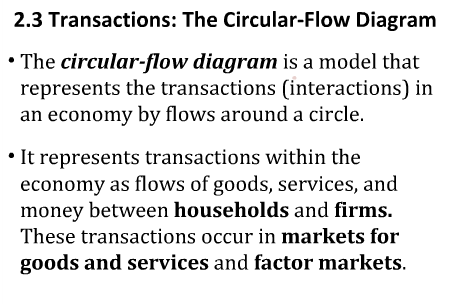 2.3 Transactions: The Circular-Flow Diagram
• The circular-flow diagram is a model that
represents the transactions (interactions) in
an economy by flows around a circle.
• It represents transactions within the
economy as flows of goods, services, and
money between households and firms.
These transactions occur in markets for
goods and services and factor markets.